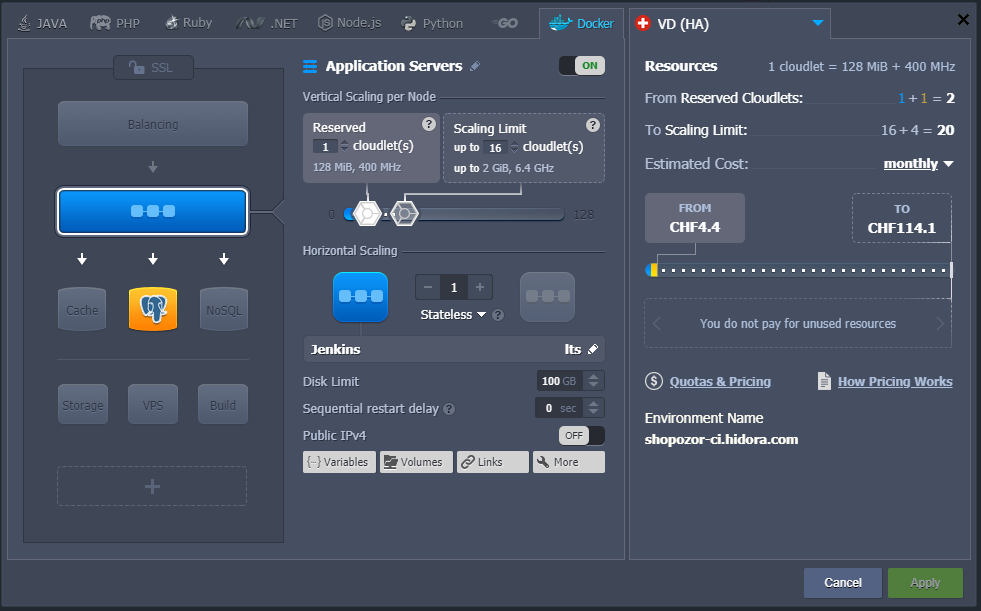 JAVA PHP Ruby .NET Node.js Python GO Docker
VD (HA)
SSL
Balancing
Cache NoSQL
Storage VPS Build
Application Servers ON
Vertical Scaling per Node
Reserved ?
1 cloudlet(s)
128 MiB, 400 MHz
Scaling Limit ?
up to 16 cloudlet(s)
up to 2 GiB, 6.4 GHz
0 128
Horizontal Scaling
1
Stateless ?
Jenkins lts
Disk Limit 100 GB
Sequential restart delay ? 0 sec
Public IPv4 OFF
Variables Volumes Links More
Resources 1 cloudlet = 128 MiB + 400 MHz
From Reserved Cloudlets: 1 + 1 = 2
To Scaling Limit: 16 + 4 = 20
Estimated Cost: monthly
FROM
CHF4.4
TO
CHF114.1
You do not pay for unused resources
Quotas & Pricing How Pricing Works
Environment Name
shopozor-ci.hidora.com
Cancel Apply